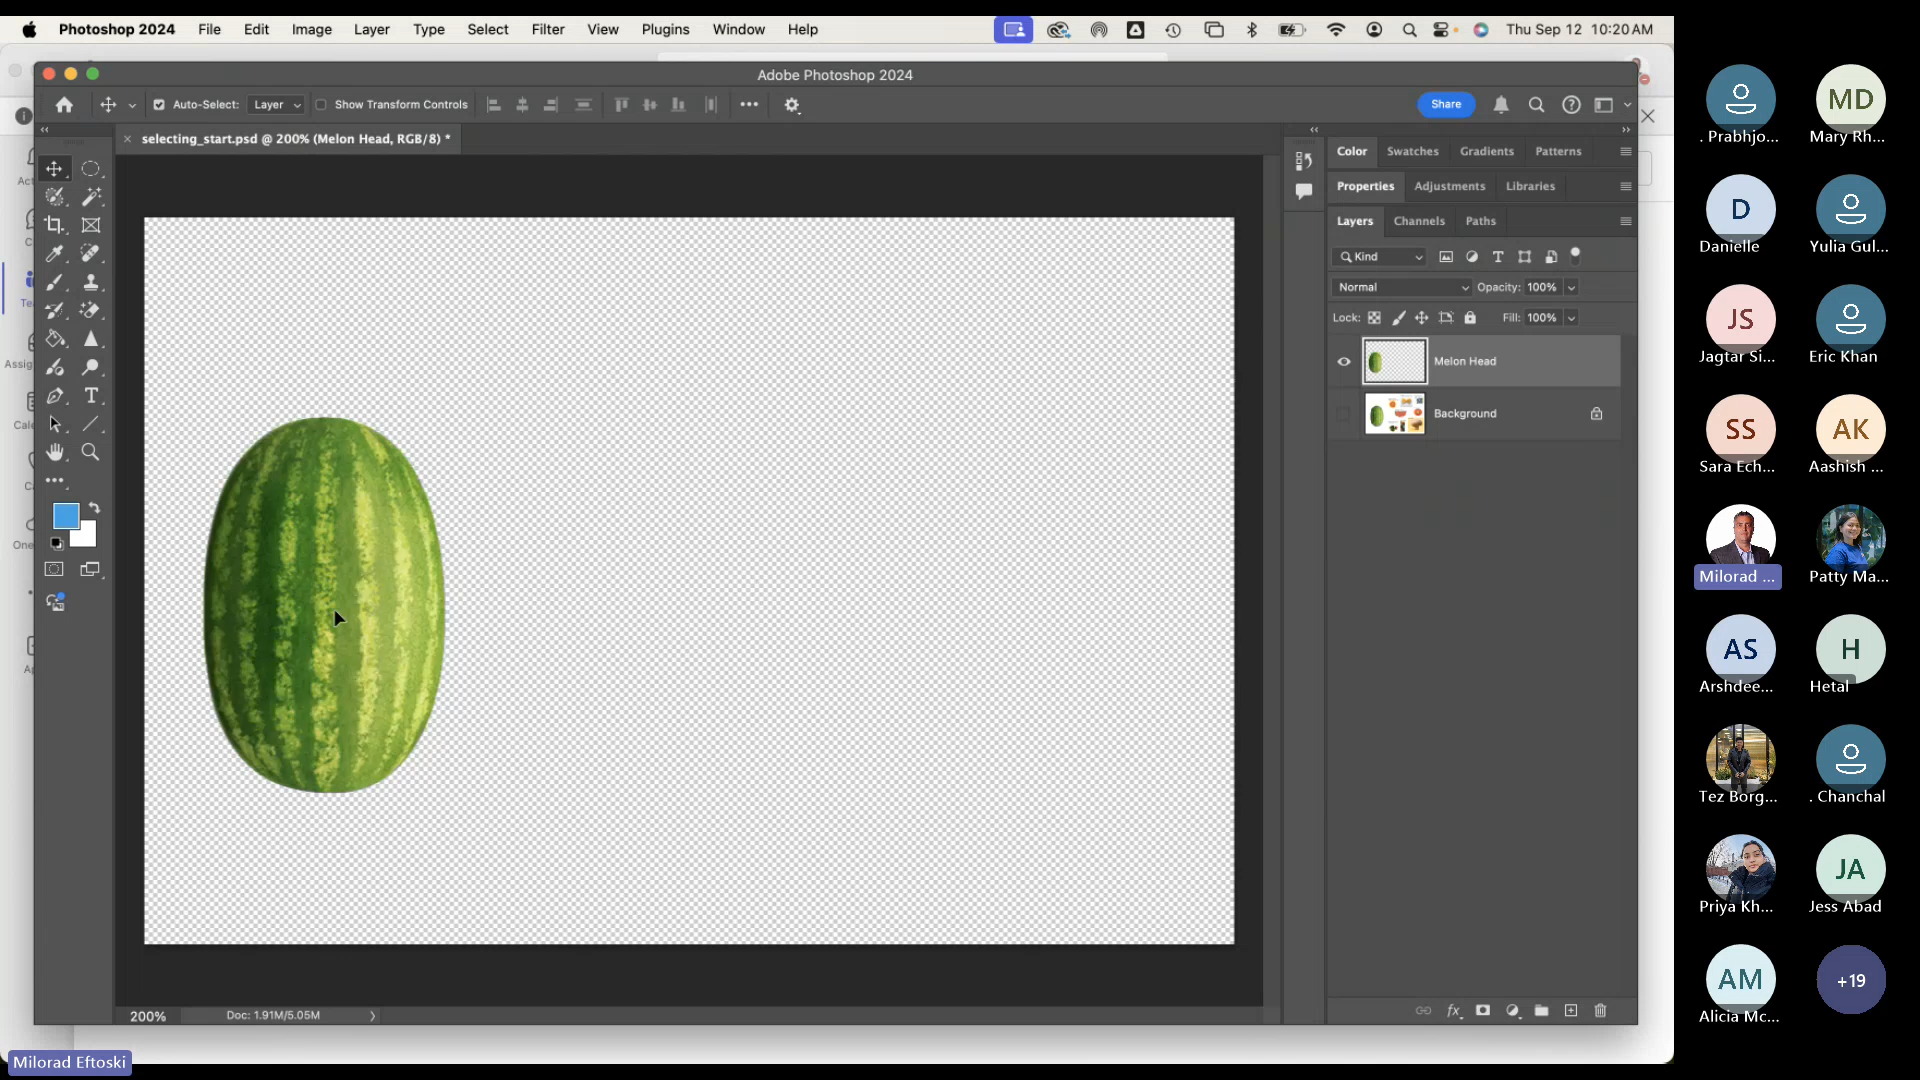 Photoshop 2024 File Edit Image Layer Type Select Filter View Plugins Window Help Thu Sep 12 10:20 AM
Adobe Photoshop 2024
Auto-Select: Layer Show Transform Controls Share
selecting_start.psd @ 200% (Melon Head, RGB/8) *
Color Swatches Gradients Patterns
Properties Adjustments Libraries
Layers Channels Paths
Kind
Normal Opacity: 100%
Lock: Fill: 100%
Melon Head
Background
200% Doc: 1.91M/5.05M
Milorad Eftoski
. Prabhjo...
MD
Mary Rh...
D
Danielle
Yulia Gul...
JS
Jagtar Si...
Eric Khan
SS
Sara Ech...
AK
Aashish ...
Milorad ...
Patty Ma...
AS
Arshdee...
H
Hetal
Tez Borg...
. Chanchal
Priya Kh...
JA
Jess Abad
AM
Alicia Mc...
+19